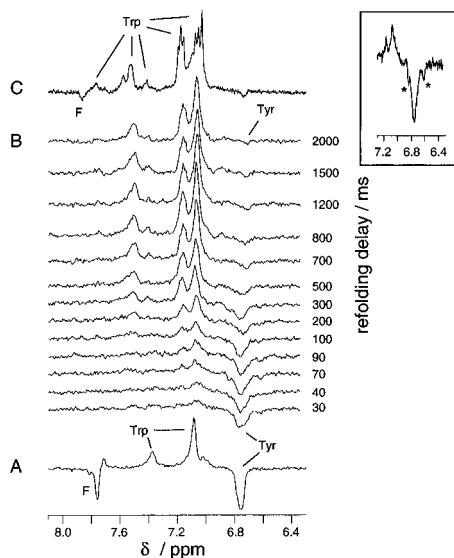 Trp
C
F
B
Tyr
2000
1500
1200
800
700
500
300
200
100
90
70
40
30
refolding delay / ms
* *
7.2 6.8 6.4
Trp
Tyr
A
F
8.0 7.6 7.2 6.8 6.4
δ / ppm